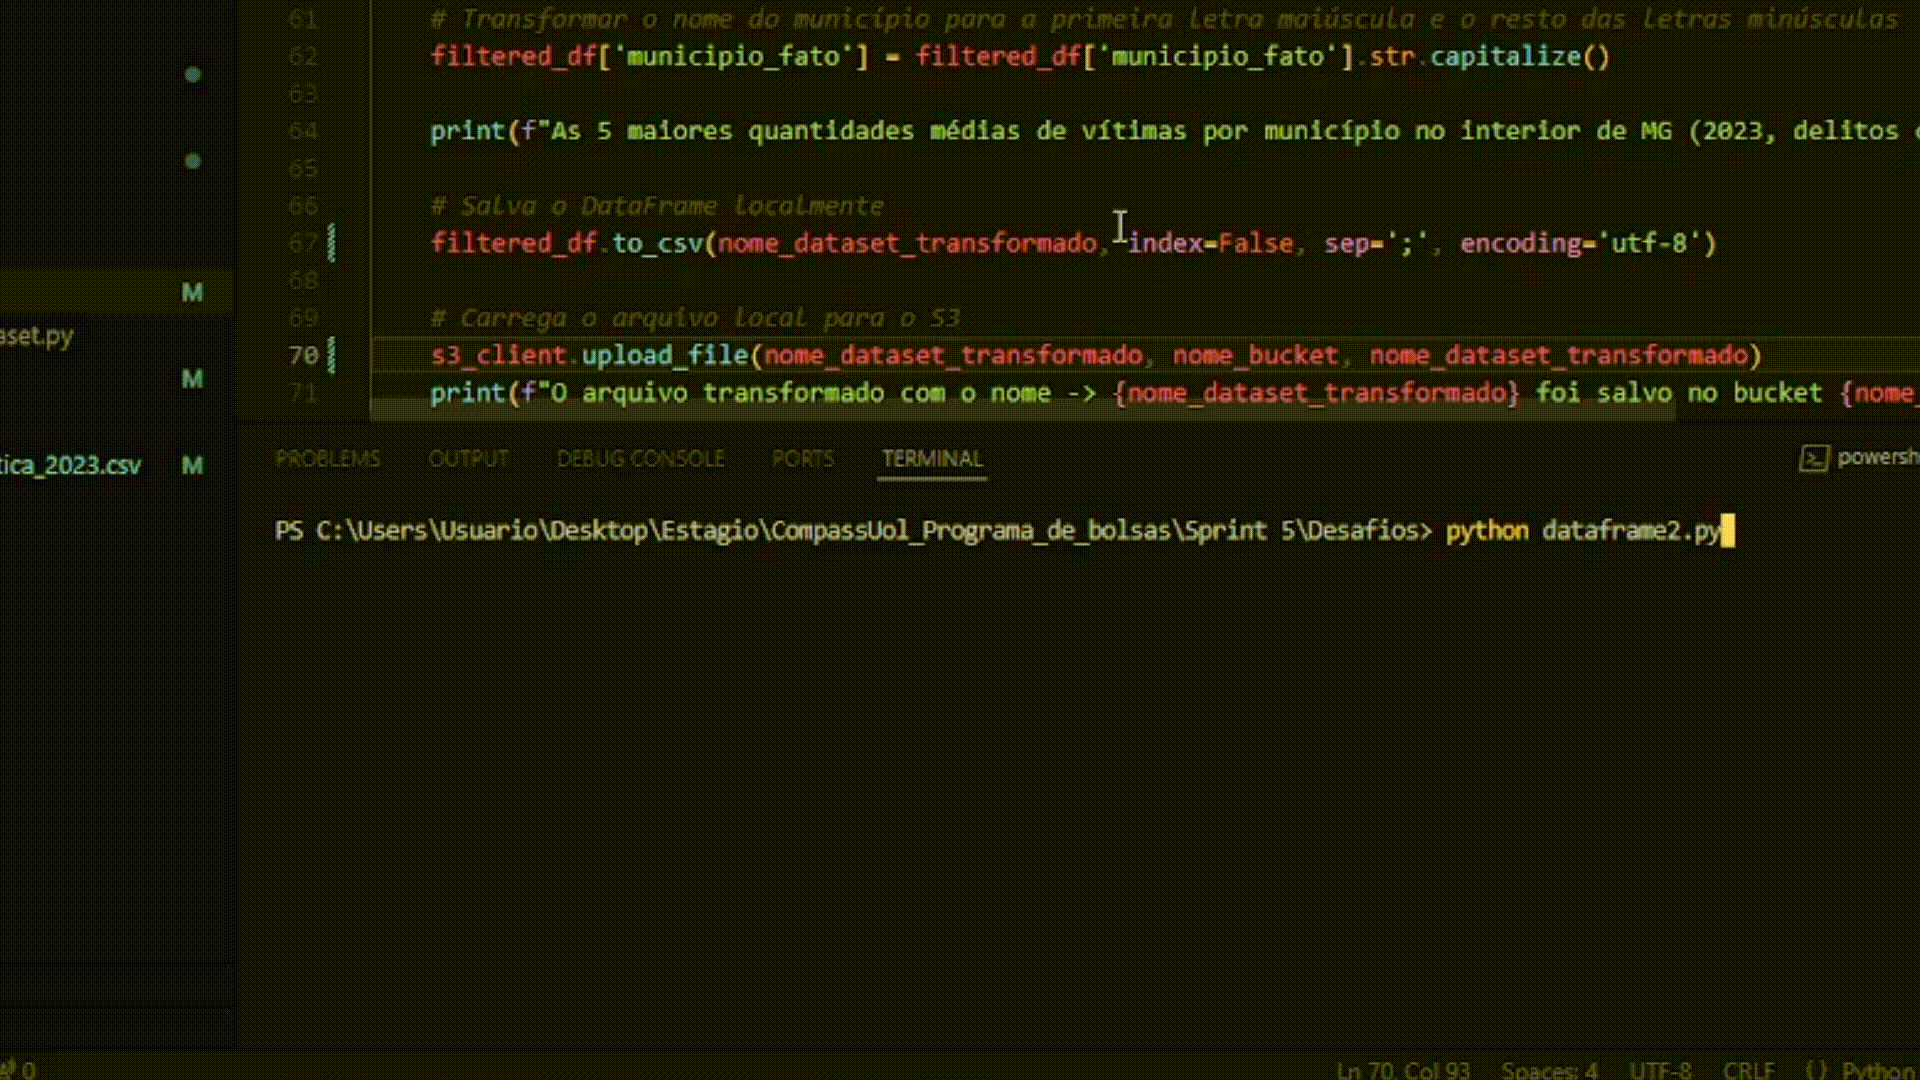 61 # Transformar o nome do município para a primeira letra maiúscula e o resto das letras minúsculas
62 filtered_df['municipio_fato'] = filtered_df['municipio_fato'].str.capitalize()
63
64 print(f"As 5 maiores quantidades médias de vítimas por município no interior de MG (2023, delitos
65
66 # Salva o DataFrame localmente
67 filtered_df.to_csv(nome_dataset_transformado, index=False, sep=';', encoding='utf-8')
68
M
69 # Carrega o arquivo local para o S3
aset.py
70 s3_client.upload_file(nome_dataset_transformado, nome_bucket, nome_dataset_transformado)
M
71 print(f"O arquivo transformado com o nome -> {nome_dataset_transformado} foi salvo no bucket {nome_
tica_2023.csv M
PROBLEMS OUTPUT DEBUG CONSOLE PORTS TERMINAL powersh
PS C:\Users\Usuario\Desktop\Estagio\CompassUol_Programa_de_bolsas\Sprint 5\Desafios> python dataframe2.py
0 Ln 70, Col 93 Spaces: 4 UTF-8 CRLF {} Python